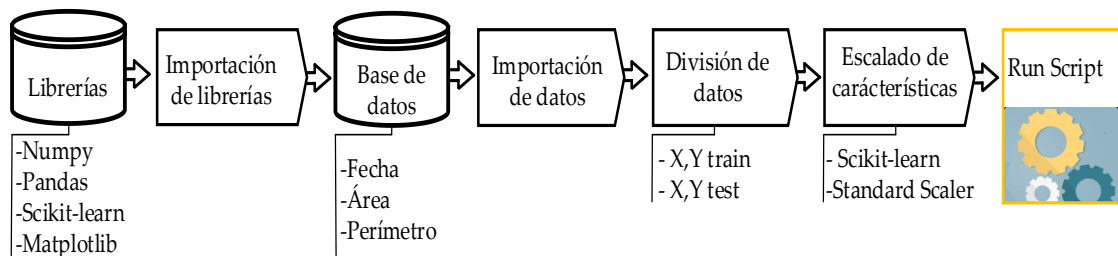 Librerías
Importación
de librerías
Base de
datos
Importación
de datos
División de
datos
Escalado de
carácterísticas
Run Script
-Numpy
-Pandas
-Scikit-learn
-Matplotlib
-Fecha
-Área
-Perímetro
- X,Y train
- X,Y test
- Scikit-learn
-Standard Scaler